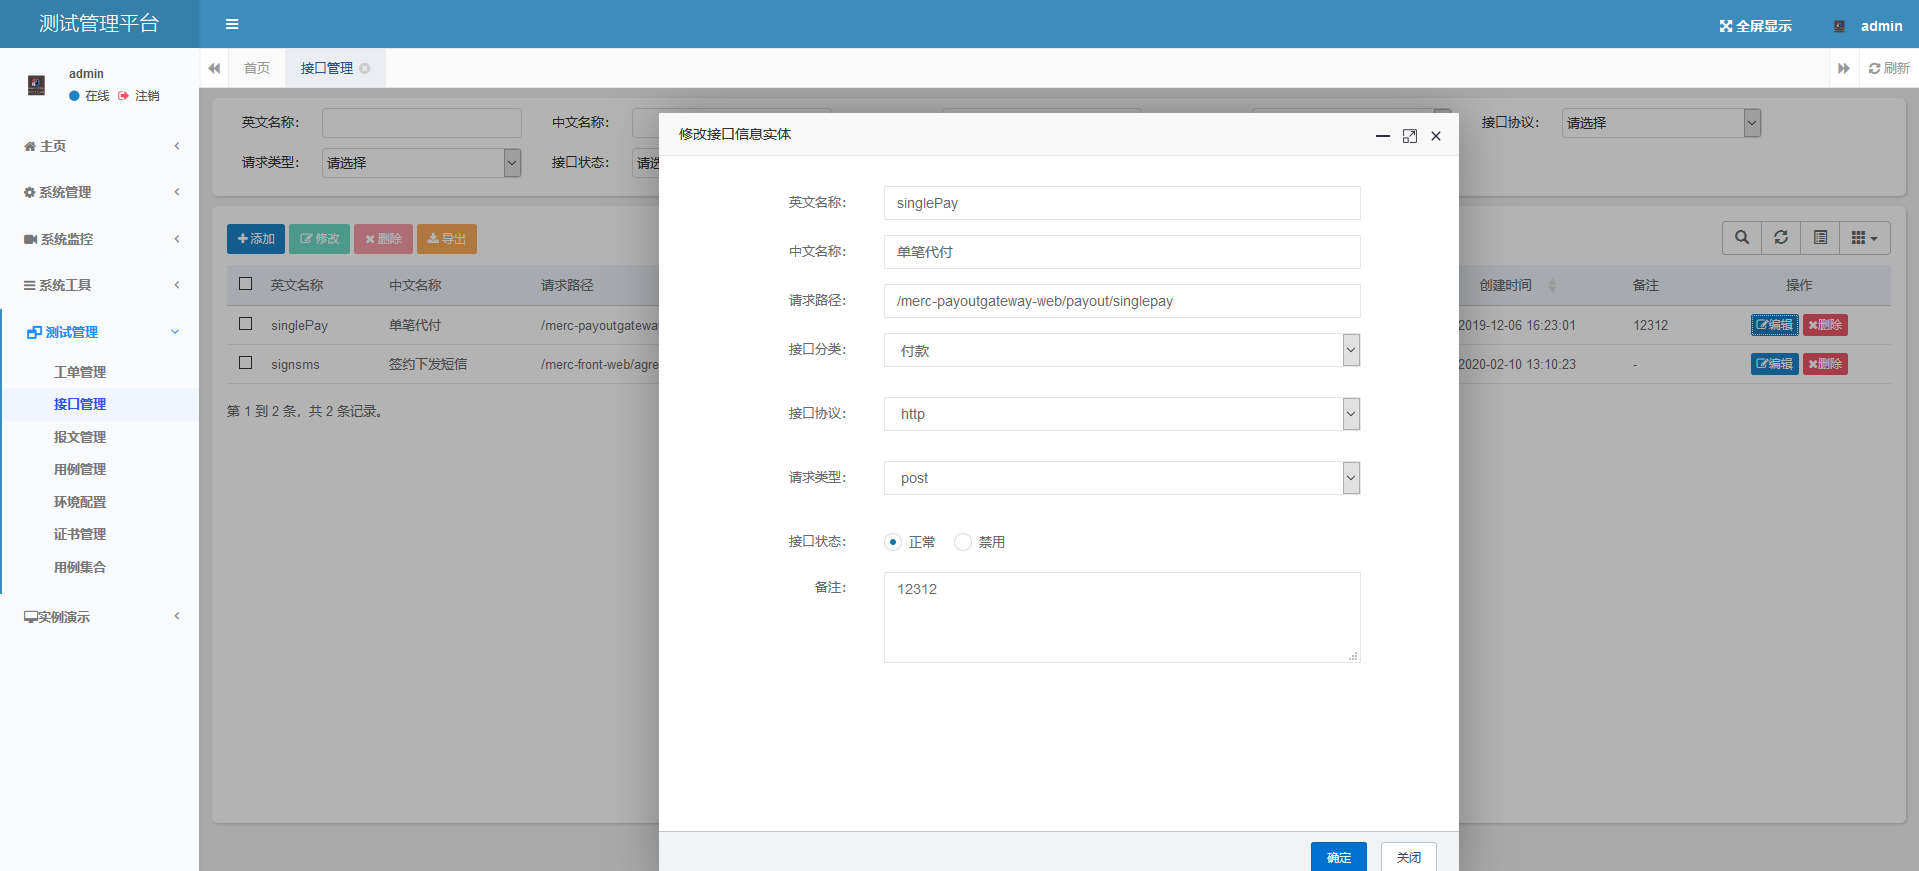 测试管理平台
全屏显示 admin
admin
在线 注销
首页 接口管理 刷新
主页
系统管理
系统监控
系统工具
测试管理
工单管理
接口管理
报文管理
用例管理
环境配置
证书管理
用例集合
实例演示
英文名称： 中文名称： 接口协议： 请选择
请求类型： 请选择 接口状态： 请选
添加 修改 删除 导出
英文名称 中文名称 请求路径 创建时间 备注 操作
singlePay 单笔代付 /merc-payoutgateway 2019-12-06 16:23:01 12312 编辑 删除
signsms 签约下发短信 /merc-front-web/agre 2020-02-10 13:10:23 - 编辑 删除
第 1 到 2 条，共 2 条记录。
修改接口信息实体
英文名称： singlePay
中文名称： 单笔代付
请求路径： /merc-payoutgateway-web/payout/singlepay
接口分类： 付款
接口协议： http
请求类型： post
接口状态： 正常 禁用
备注： 12312
确定 关闭